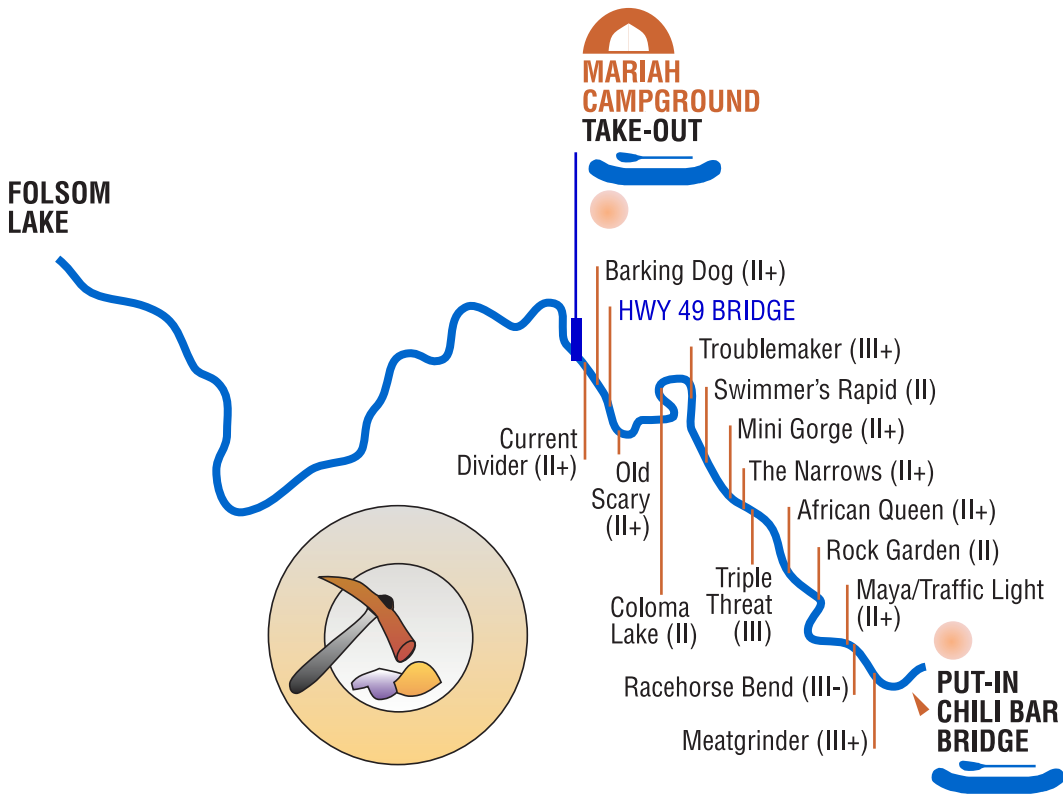 MARIAH
CAMPGROUND
TAKE-OUT
FOLSOM
LAKE
Barking Dog (II+)
HWY 49 BRIDGE
Troublemaker (III+)
Swimmer's Rapid (II)
Mini Gorge (II+)
Current
Divider (II+)
Old
Scary
(II+)
The Narrows (II+)
African Queen (II+)
Rock Garden (II)
Triple
Threat
(III)
Maya/Traffic Light
(II+)
Coloma
Lake (II)
Racehorse Bend (III-)
Meatgrinder (III+)
PUT-IN
CHILI BAR
BRIDGE